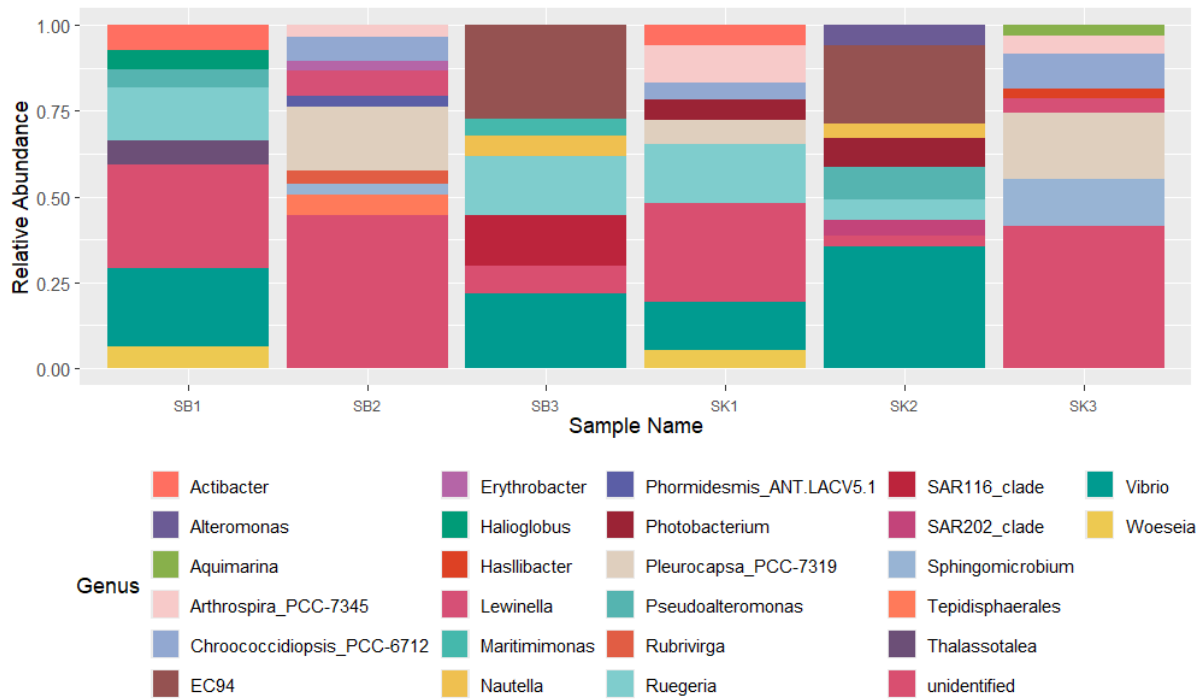 1.00
0.75
0.50
0.25
0.00
Relative Abundance
SB1 SB2 SB3 SK1 SK2 SK3
Sample Name
Genus
Actibacter
Alteromonas
Aquimarina
Arthrospira_PCC-7345
Chroococcidiopsis_PCC-6712
EC94
Erythrobacter
Halioglobus
Hasllibacter
Lewinella
Maritimimonas
Nautella
Phormidesmis_ANT.LACV5.1
Photobacterium
Pleurocapsa_PCC-7319
Pseudoalteromonas
Rubrivirga
Ruegeria
SAR116_clade
SAR202_clade
Sphingomicrobium
Tepidisphaerales
Thalassotalea
unidentified
Vibrio
Woeseia